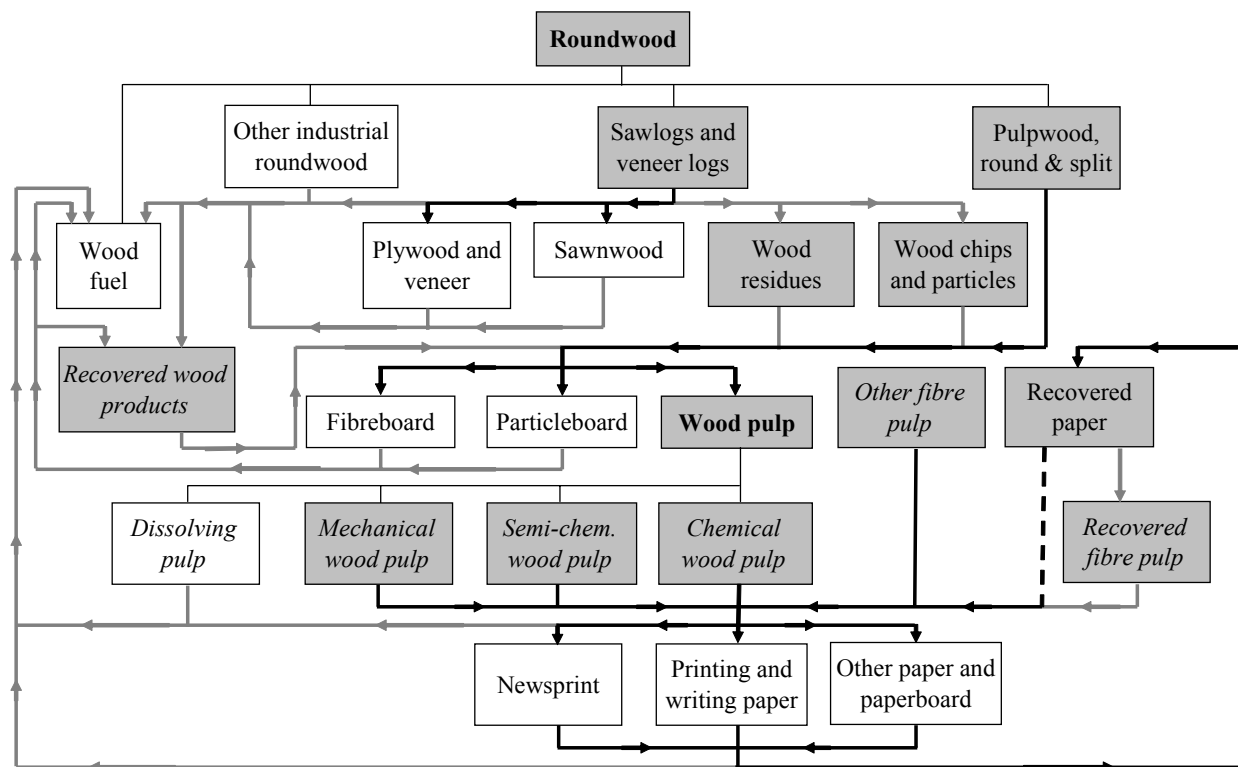 Roundwood
Other industrial
roundwood
Sawlogs and
veneer logs
Pulpwood,
round & split
Wood
fuel
Plywood and
veneer
Sawnwood
Wood
residues
Wood chips
and particles
Recovered wood
products
Fibreboard
Particleboard
Wood pulp
Other fibre
pulp
Recovered
paper
Dissolving
pulp
Mechanical
wood pulp
Semi-chem.
wood pulp
Chemical
wood pulp
Recovered
fibre pulp
Newsprint
Printing and
writing paper
Other paper and
paperboard